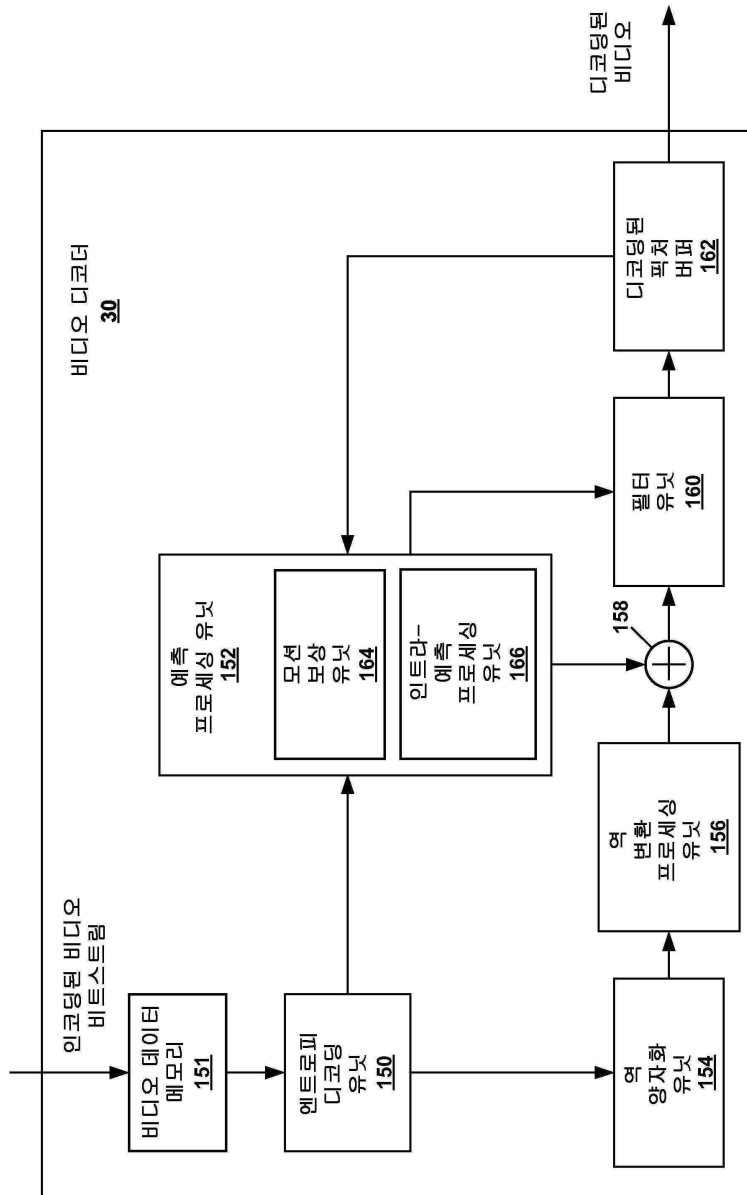 인코딩된 비디오
비트스트림
비디오 디코더
30
디코딩된
비디오
비디오 데이터
메모리
151
엔트로피
디코딩
유닛
150
예측
프로세싱 유닛
152
모션
보상
유닛
164
인트라-
예측
프로세싱
유닛
166
역
양자화
유닛
154
역
변환
프로세싱
유닛
156
158
필터
유닛
160
디코딩된
픽처
버퍼
162